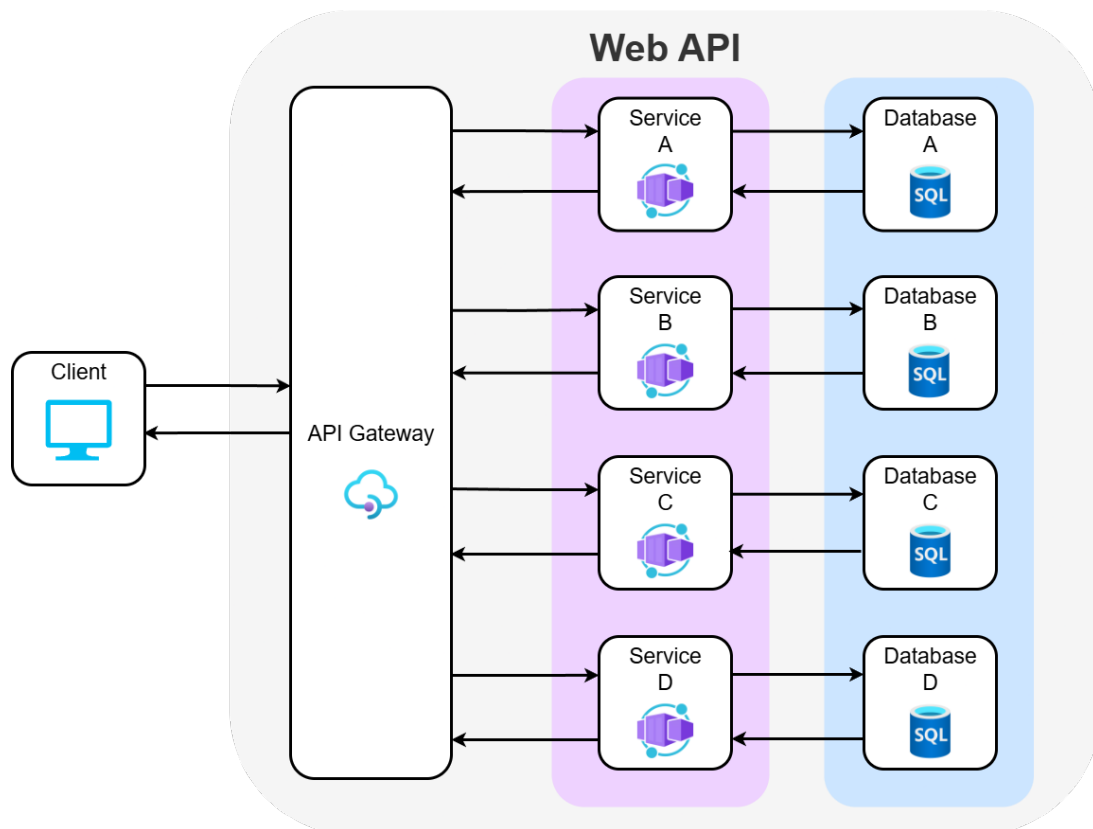 Web API
Client
API Gateway
Service
A
Database
A
SQL
Service
B
Database
B
SQL
Service
C
Database
C
SQL
Service
D
Database
D
SQL